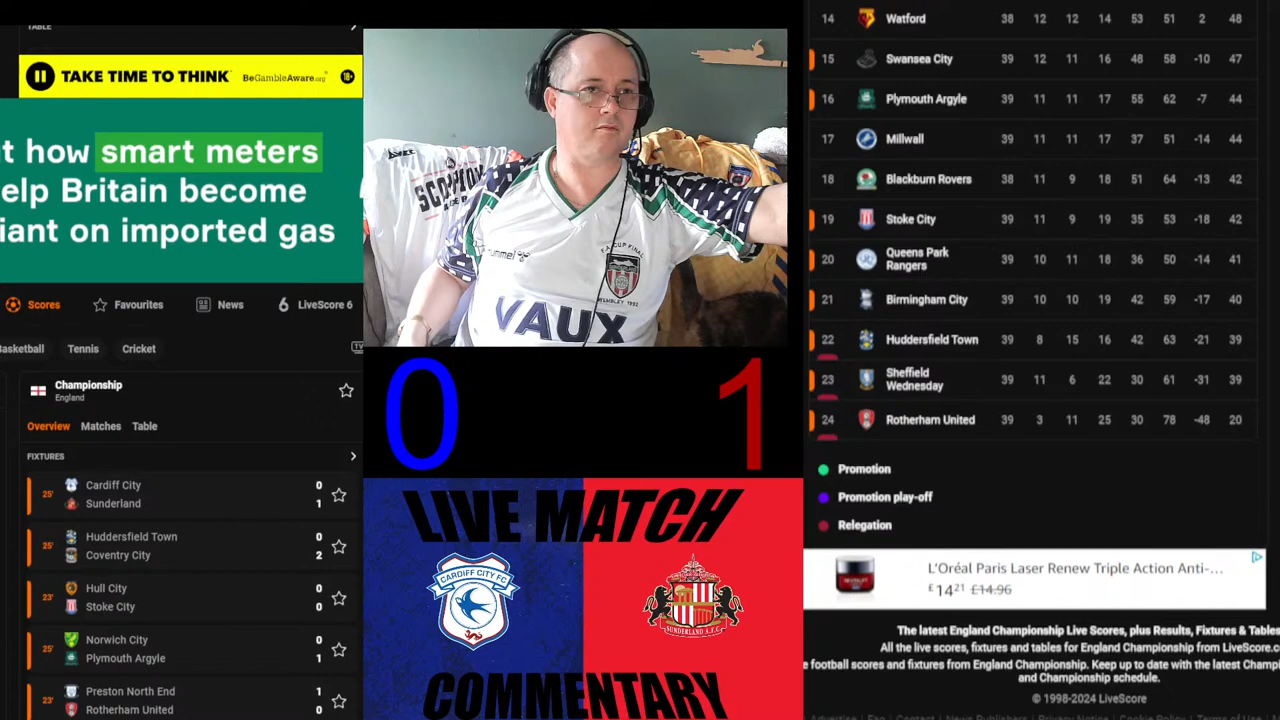 TABLE
TAKE TIME TO THINK BeGambleAware.org 18+
t how smart meters
elp Britain become
iant on imported gas
Scores Favourites News 6 LiveScore 6
Basketball Tennis Cricket TV
Championship
England
Overview Matches Table
FIXTURES
25' Cardiff City 0
Sunderland 1
25' Huddersfield Town 0
Coventry City 2
23' Hull City 0
Stoke City 0
25' Norwich City 0
Plymouth Argyle 1
23' Preston North End 1
Rotherham United 0
hummel
F.A. CUP FINAL
WEMBLEY 1992
VAUX
0 1
LIVE MATCH
CARDIFF CITY FC
SUNDERLAND A.F.C
COMMENTARY
14 Watford 38 12 12 14 53 51 2 48
15 Swansea City 39 12 11 16 48 58 -10 47
16 Plymouth Argyle 39 11 11 17 55 62 -7 44
17 Millwall 39 11 11 17 37 51 -14 44
18 Blackburn Rovers 38 11 9 18 51 64 -13 42
19 Stoke City 39 11 9 19 35 53 -18 42
20 Queens Park Rangers 39 10 11 18 36 50 -14 41
21 Birmingham City 39 10 10 19 42 59 -17 40
22 Huddersfield Town 39 8 15 16 42 63 -21 39
23 Sheffield Wednesday 39 11 6 22 30 61 -31 39
24 Rotherham United 39 3 11 25 30 78 -48 20
Promotion
Promotion play-off
Relegation
L'Oréal Paris Laser Renew Triple Action Anti-...
£14.21 £14.96
The latest England Championship Live Scores, plus Results, Fixtures & Tables
All the live scores, fixtures and tables for England Championship from LiveScore.c
e football scores and fixtures from England Championship. Keep up to date with the latest Champi
and Championship schedule.
© 1998-2024 LiveScore